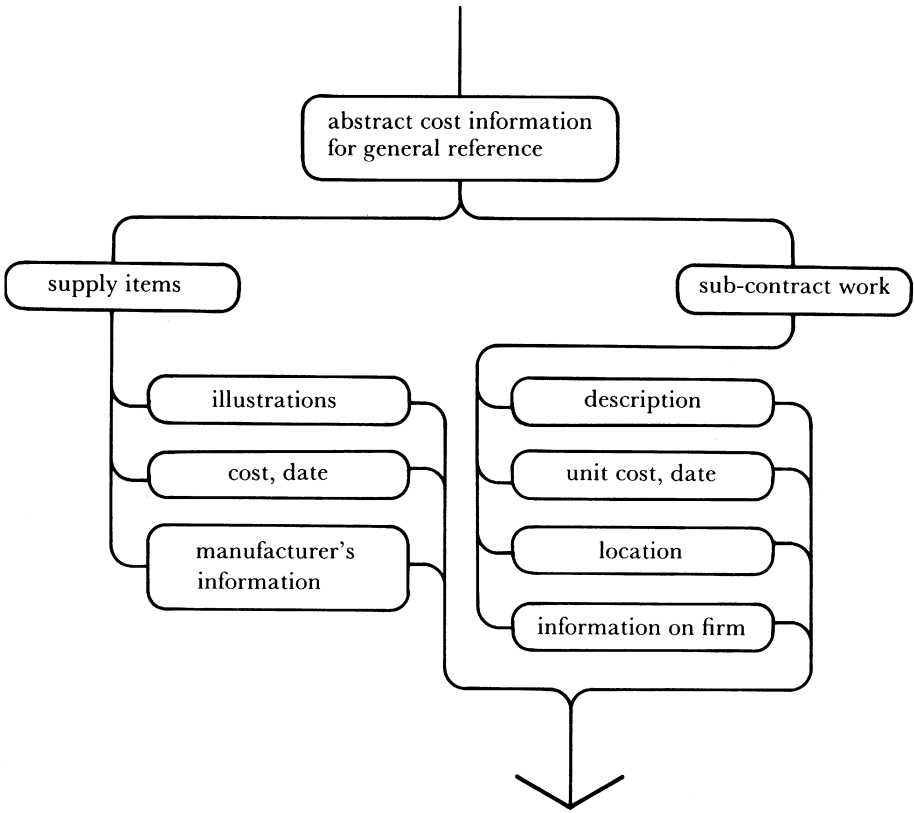 abstract cost information
for general reference
supply items
sub-contract work
illustrations
cost, date
manufacturer's
information
description
unit cost, date
location
information on firm